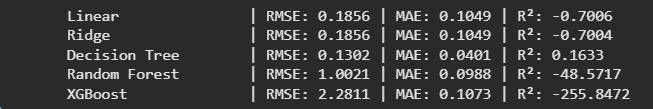 Linear | RMSE: 0.1856 | MAE: 0.1049 | R²: -0.7006
Ridge | RMSE: 0.1856 | MAE: 0.1049 | R²: -0.7004
Decision Tree | RMSE: 0.1302 | MAE: 0.0401 | R²: 0.1633
Random Forest | RMSE: 1.0021 | MAE: 0.0988 | R²: -48.5717
XGBoost | RMSE: 2.2811 | MAE: 0.1073 | R²: -255.8472